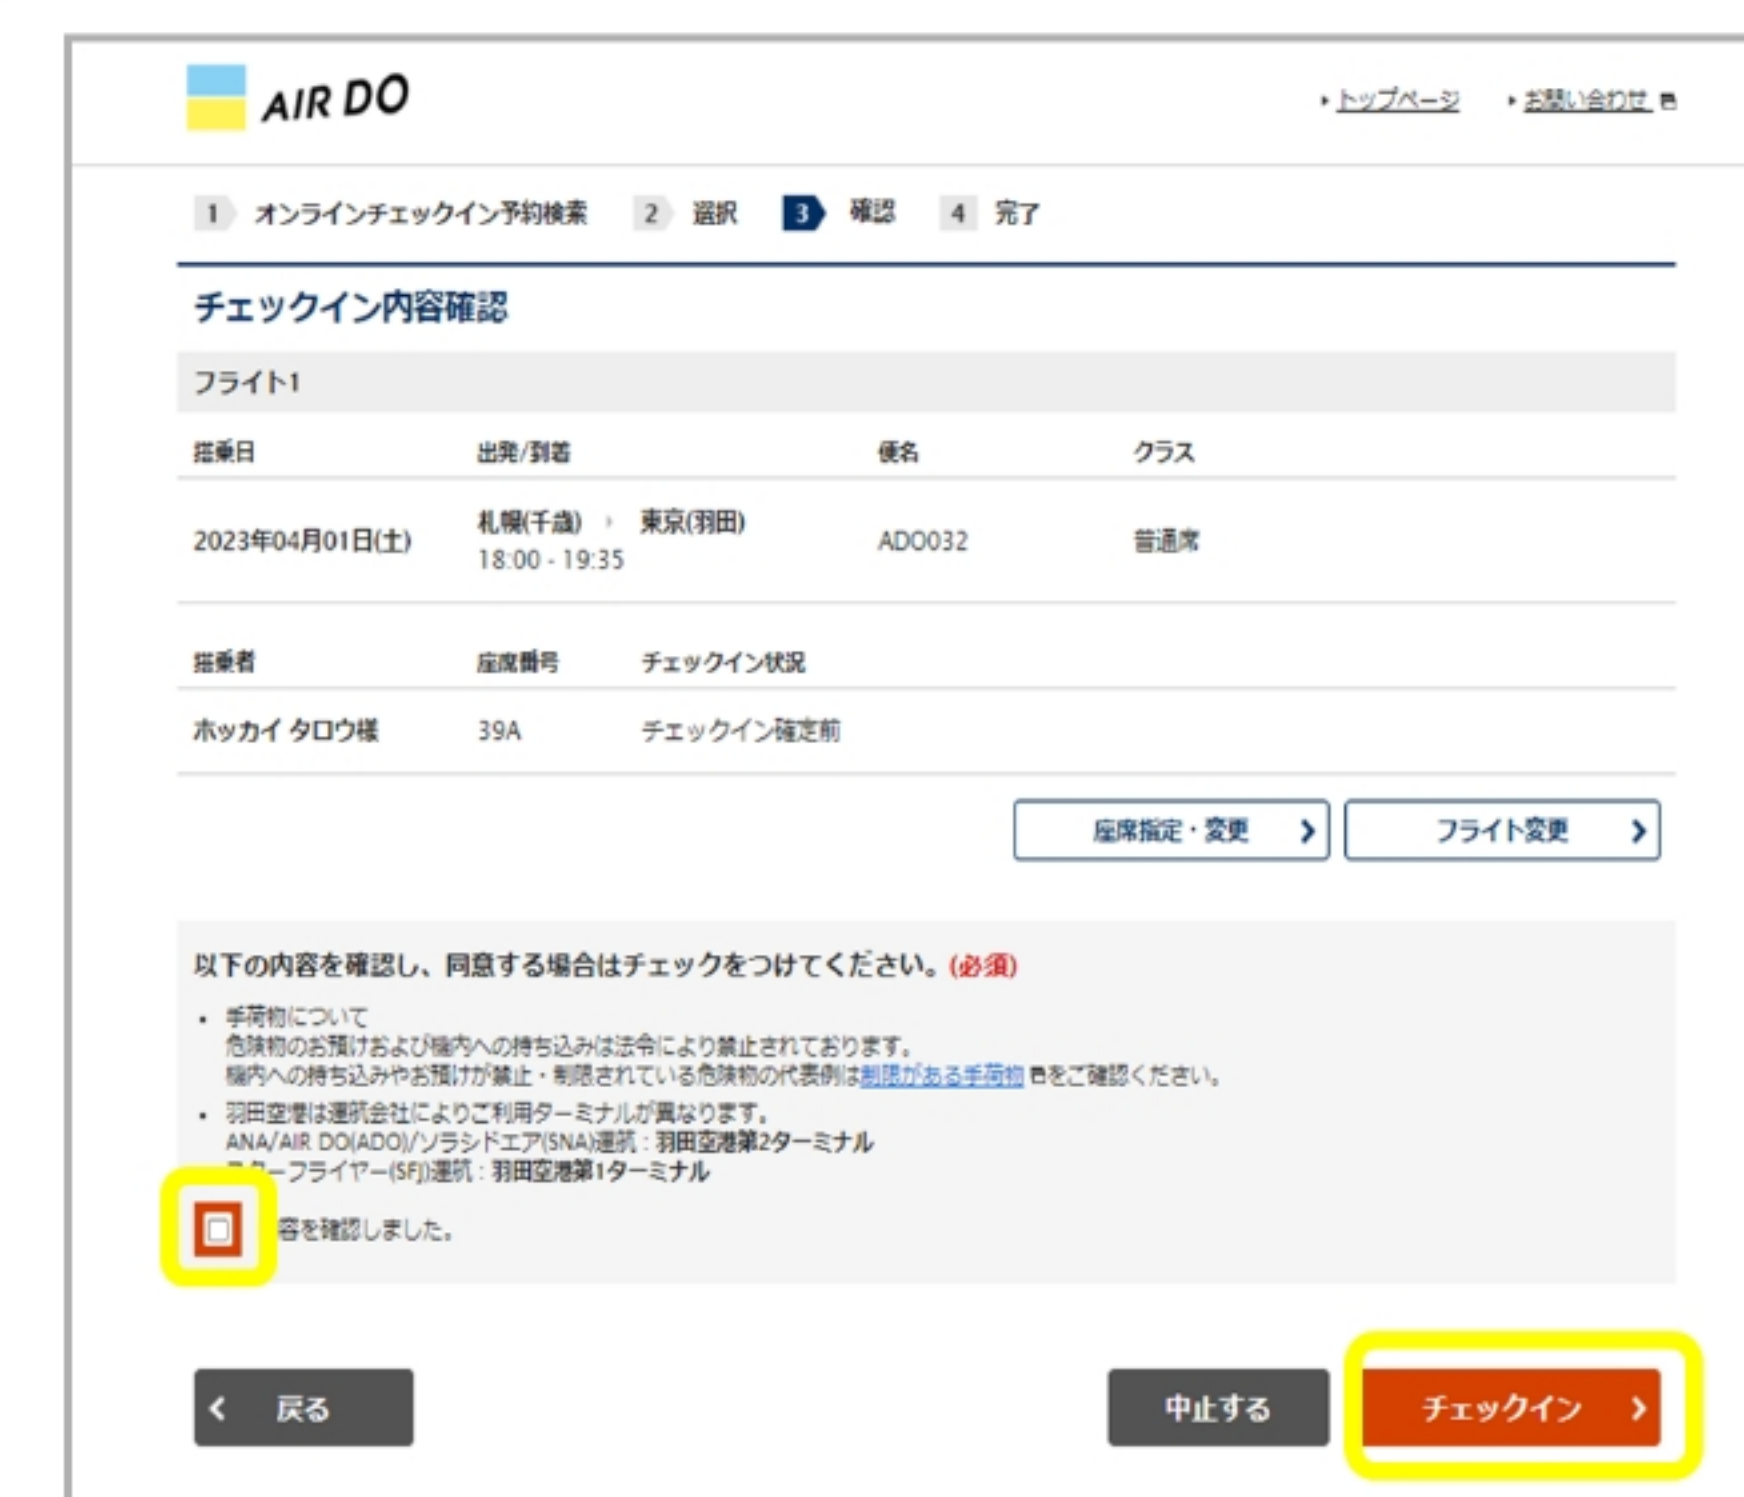 AIR DO
トップページ お問い合わせ
1 オンラインチェックイン予約検索 2 選択 3 確認 4 完了
チェックイン内容確認
フライト1
搭乗日 出発/到着 便名 クラス
2023年04月01日(土) 札幌(千歳) 東京(羽田) ADO032 普通席
18:00 - 19:35
搭乗者 座席番号 チェックイン状況
ホッカイ タロウ様 39A チェックイン確定前
座席指定・変更 フライト変更
以下の内容を確認し、同意する場合はチェックをつけてください。(必須)
・ 手荷物について
危険物のお預けおよび機内への持ち込みは法令により禁止されております。
機内への持ち込みやお預けが禁止・制限されている危険物の代表例は制限がある手荷物をご確認ください。
・ 羽田空港は運航会社によりご利用ターミナルが異なります。
ANA/AIR DO(ADO)/ソラシドエア(SNA)運航：羽田空港第2ターミナル
スターフライヤー(SFJ)運航：羽田空港第1ターミナル
容を確認しました。
戻る 中止する チェックイン